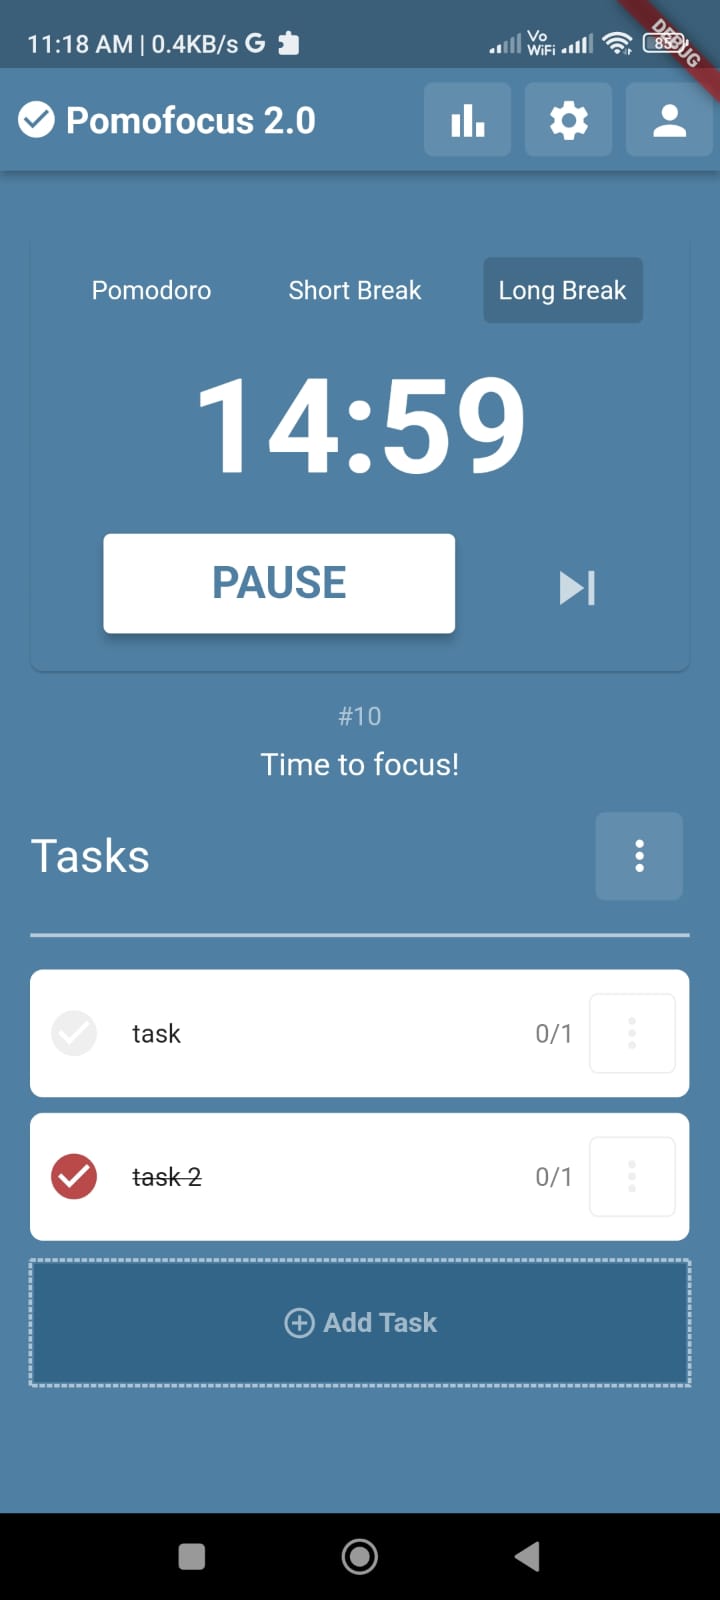 11:18 AM | 0.4KB/s G
Vo
WiFi
85
DEBUG
Pomofocus 2.0
Pomodoro Short Break Long Break
14:59
PAUSE
#10
Time to focus!
Tasks
task 0/1
task 2 0/1
Add Task